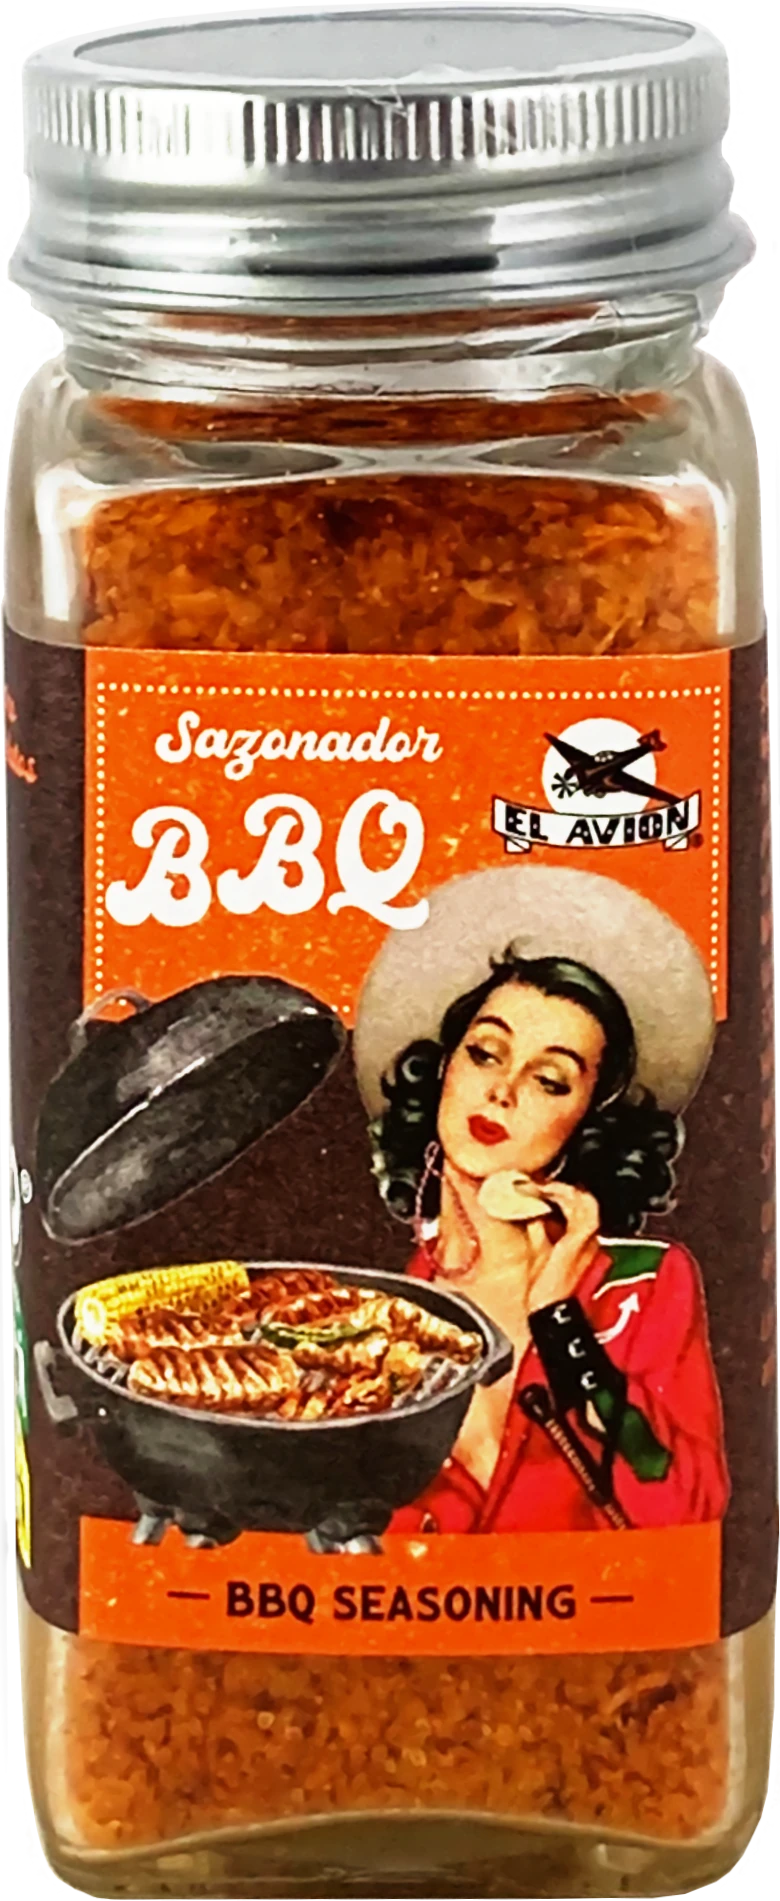 Sazonador
BBQ
EL AVION®
®
— BBQ SEASONING —